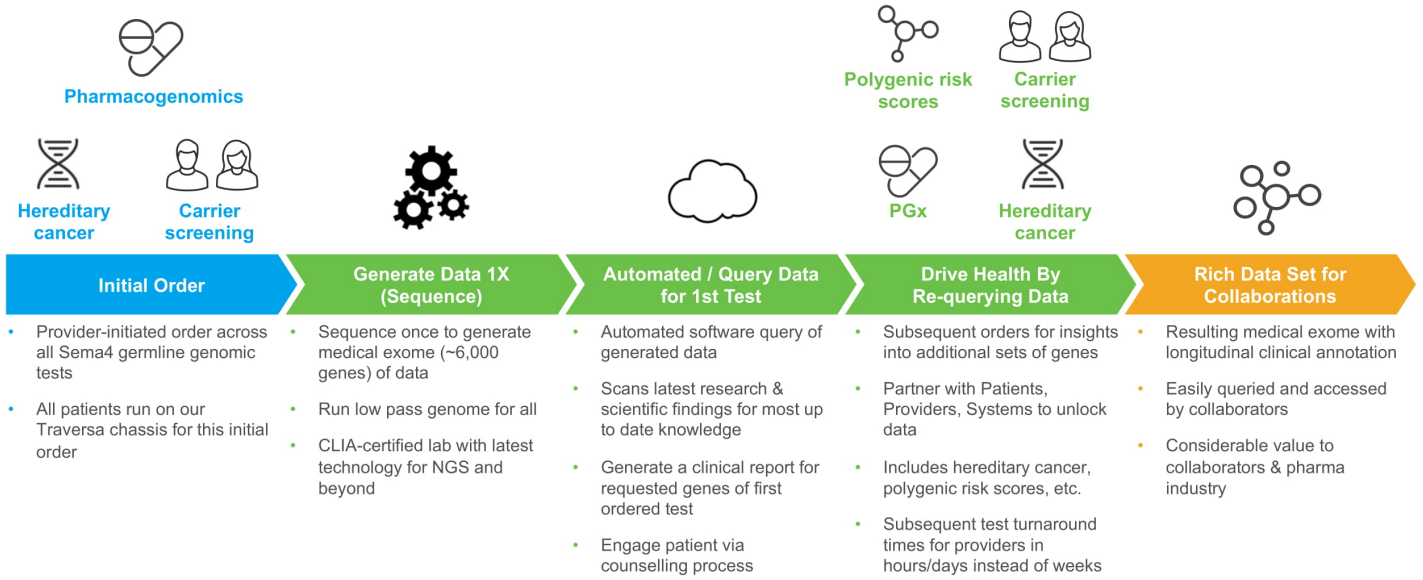 Pharmacogenomics
Hereditary
cancer
Carrier
screening
Polygenic risk
scores
Carrier
screening
PGx
Hereditary
cancer
Initial Order
Generate Data 1X
(Sequence)
Automated / Query Data
for 1st Test
Drive Health By
Re-querying Data
Rich Data Set for
Collaborations
• Provider-initiated order across
all Sema4 germline genomic
tests
• All patients run on our
Traversa chassis for this initial
order
• Sequence once to generate
medical exome (~6,000
genes) of data
• Run low pass genome for all
• CLIA-certified lab with latest
technology for NGS and
beyond
• Automated software query of
generated data
• Scans latest research &
scientific findings for most up
to date knowledge
• Generate a clinical report for
requested genes of first
ordered test
• Engage patient via
counselling process
• Subsequent orders for insights
into additional sets of genes
• Partner with Patients,
Providers, Systems to unlock
data
• Includes hereditary cancer,
polygenic risk scores, etc.
• Subsequent test turnaround
times for providers in
hours/days instead of weeks
• Resulting medical exome with
longitudinal clinical annotation
• Easily queried and accessed
by collaborators
• Considerable value to
collaborators & pharma
industry